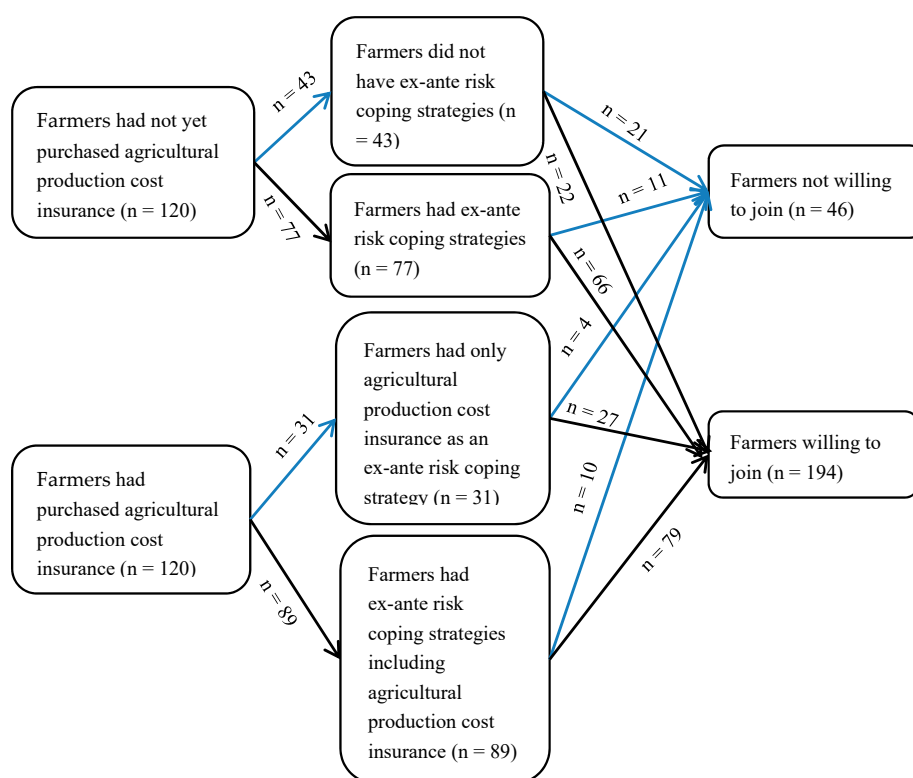 Farmers had not yet
purchased agricultural
production cost
insurance (n = 120)
n = 43
n = 77
Farmers did not
have ex-ante risk
coping strategies (n
= 43)
Farmers had ex-ante
risk coping strategies
(n = 77)
n = 21
n = 22
n = 11
n = 66
Farmers not willing
to join (n = 46)
Farmers had
purchased agricultural
production cost
insurance (n = 120)
n = 31
n = 89
Farmers had only
agricultural
production cost
insurance as an
ex-ante risk coping
strategy (n = 31)
Farmers had
ex-ante risk
coping strategies
including
agricultural
production cost
insurance (n = 89)
n = 4
n = 27
n = 10
n = 79
Farmers willing to
join (n = 194)